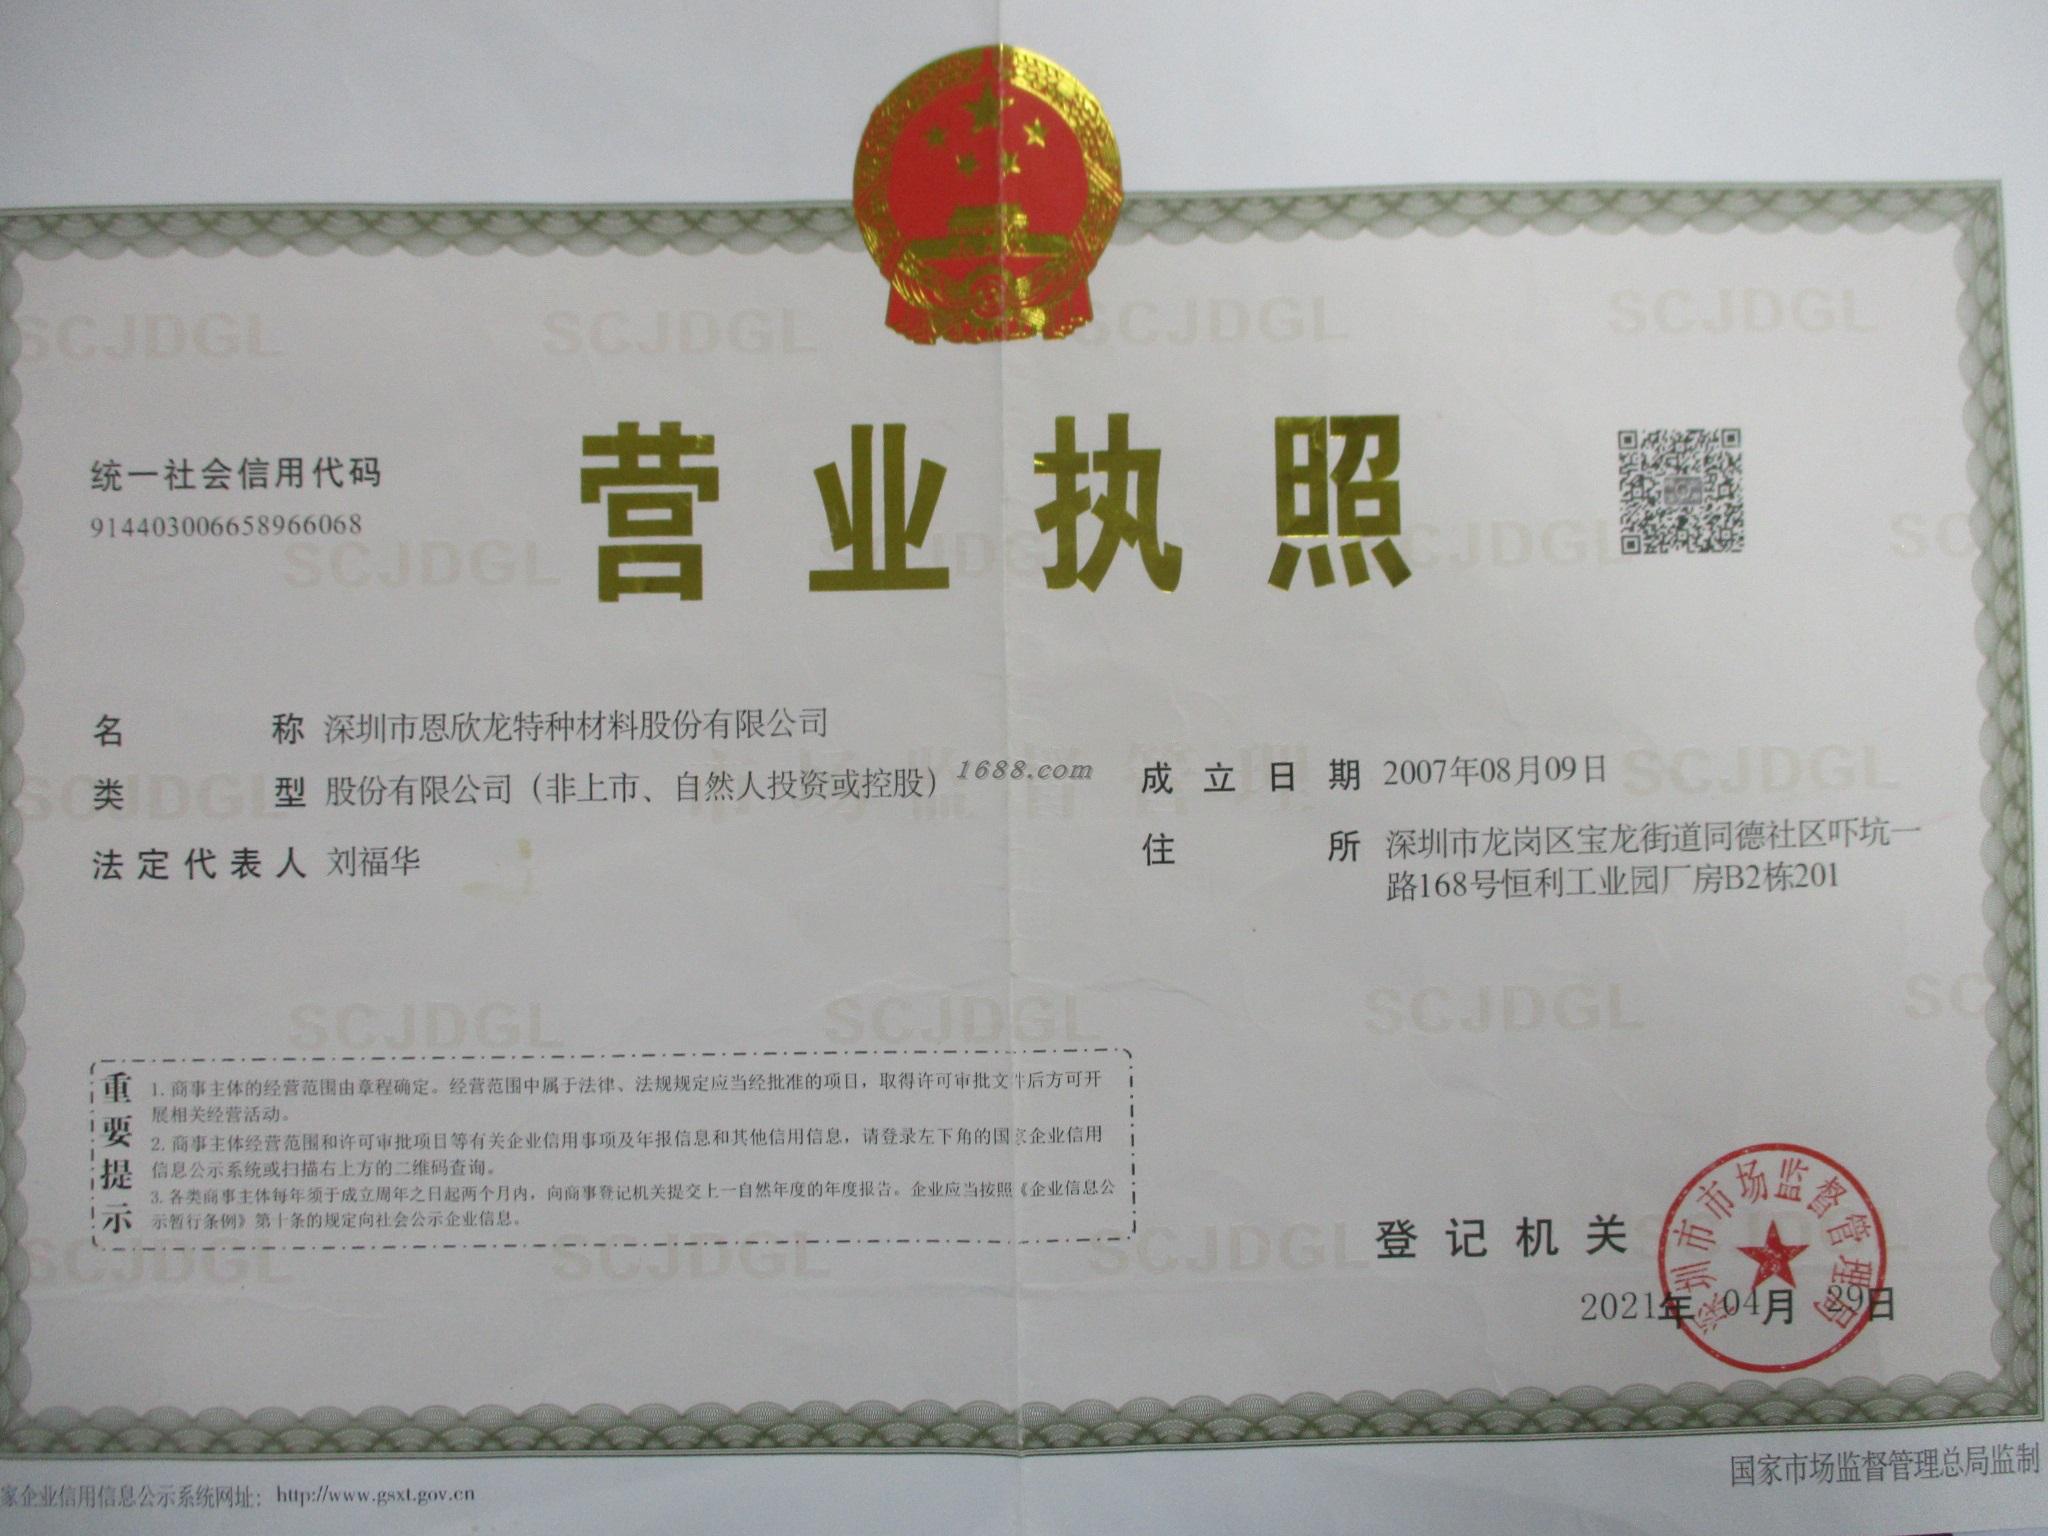 营业执照
统一社会信用代码
914403006658966068
名称 深圳市恩欣龙特种材料股份有限公司
类型 股份有限公司（非上市、自然人投资或控股）
1688.com
法定代表人 刘福华
成立日期 2007年08月09日
住所 深圳市龙岗区宝龙街道同德社区吓坑一
路168号恒利工业园厂房B2栋201
重要提示
1. 商事主体的经营范围由章程确定。经营范围中属于法律、法规规定应当经批准的项目，取得许可审批文件后方可开
展相关经营活动。
2. 商事主体经营范围和许可审批项目等有关企业信用事项及年报信息和其他信用信息，请登录左下角的国家企业信用
信息公示系统或扫描右上方的二维码查询。
3. 各类商事主体每年须于成立周年之日起两个月内，向商事登记机关提交上一自然年度的年度报告。企业应当按照《企业信息公
示暂行条例》第十条的规定向社会公示企业信息。
登记机关
深圳市市场监督管理局
2021年04月29日
家企业信用信息公示系统网址：http://www.gsxt.gov.cn
国家市场监督管理总局监制
SCJDGL
市场监督管理